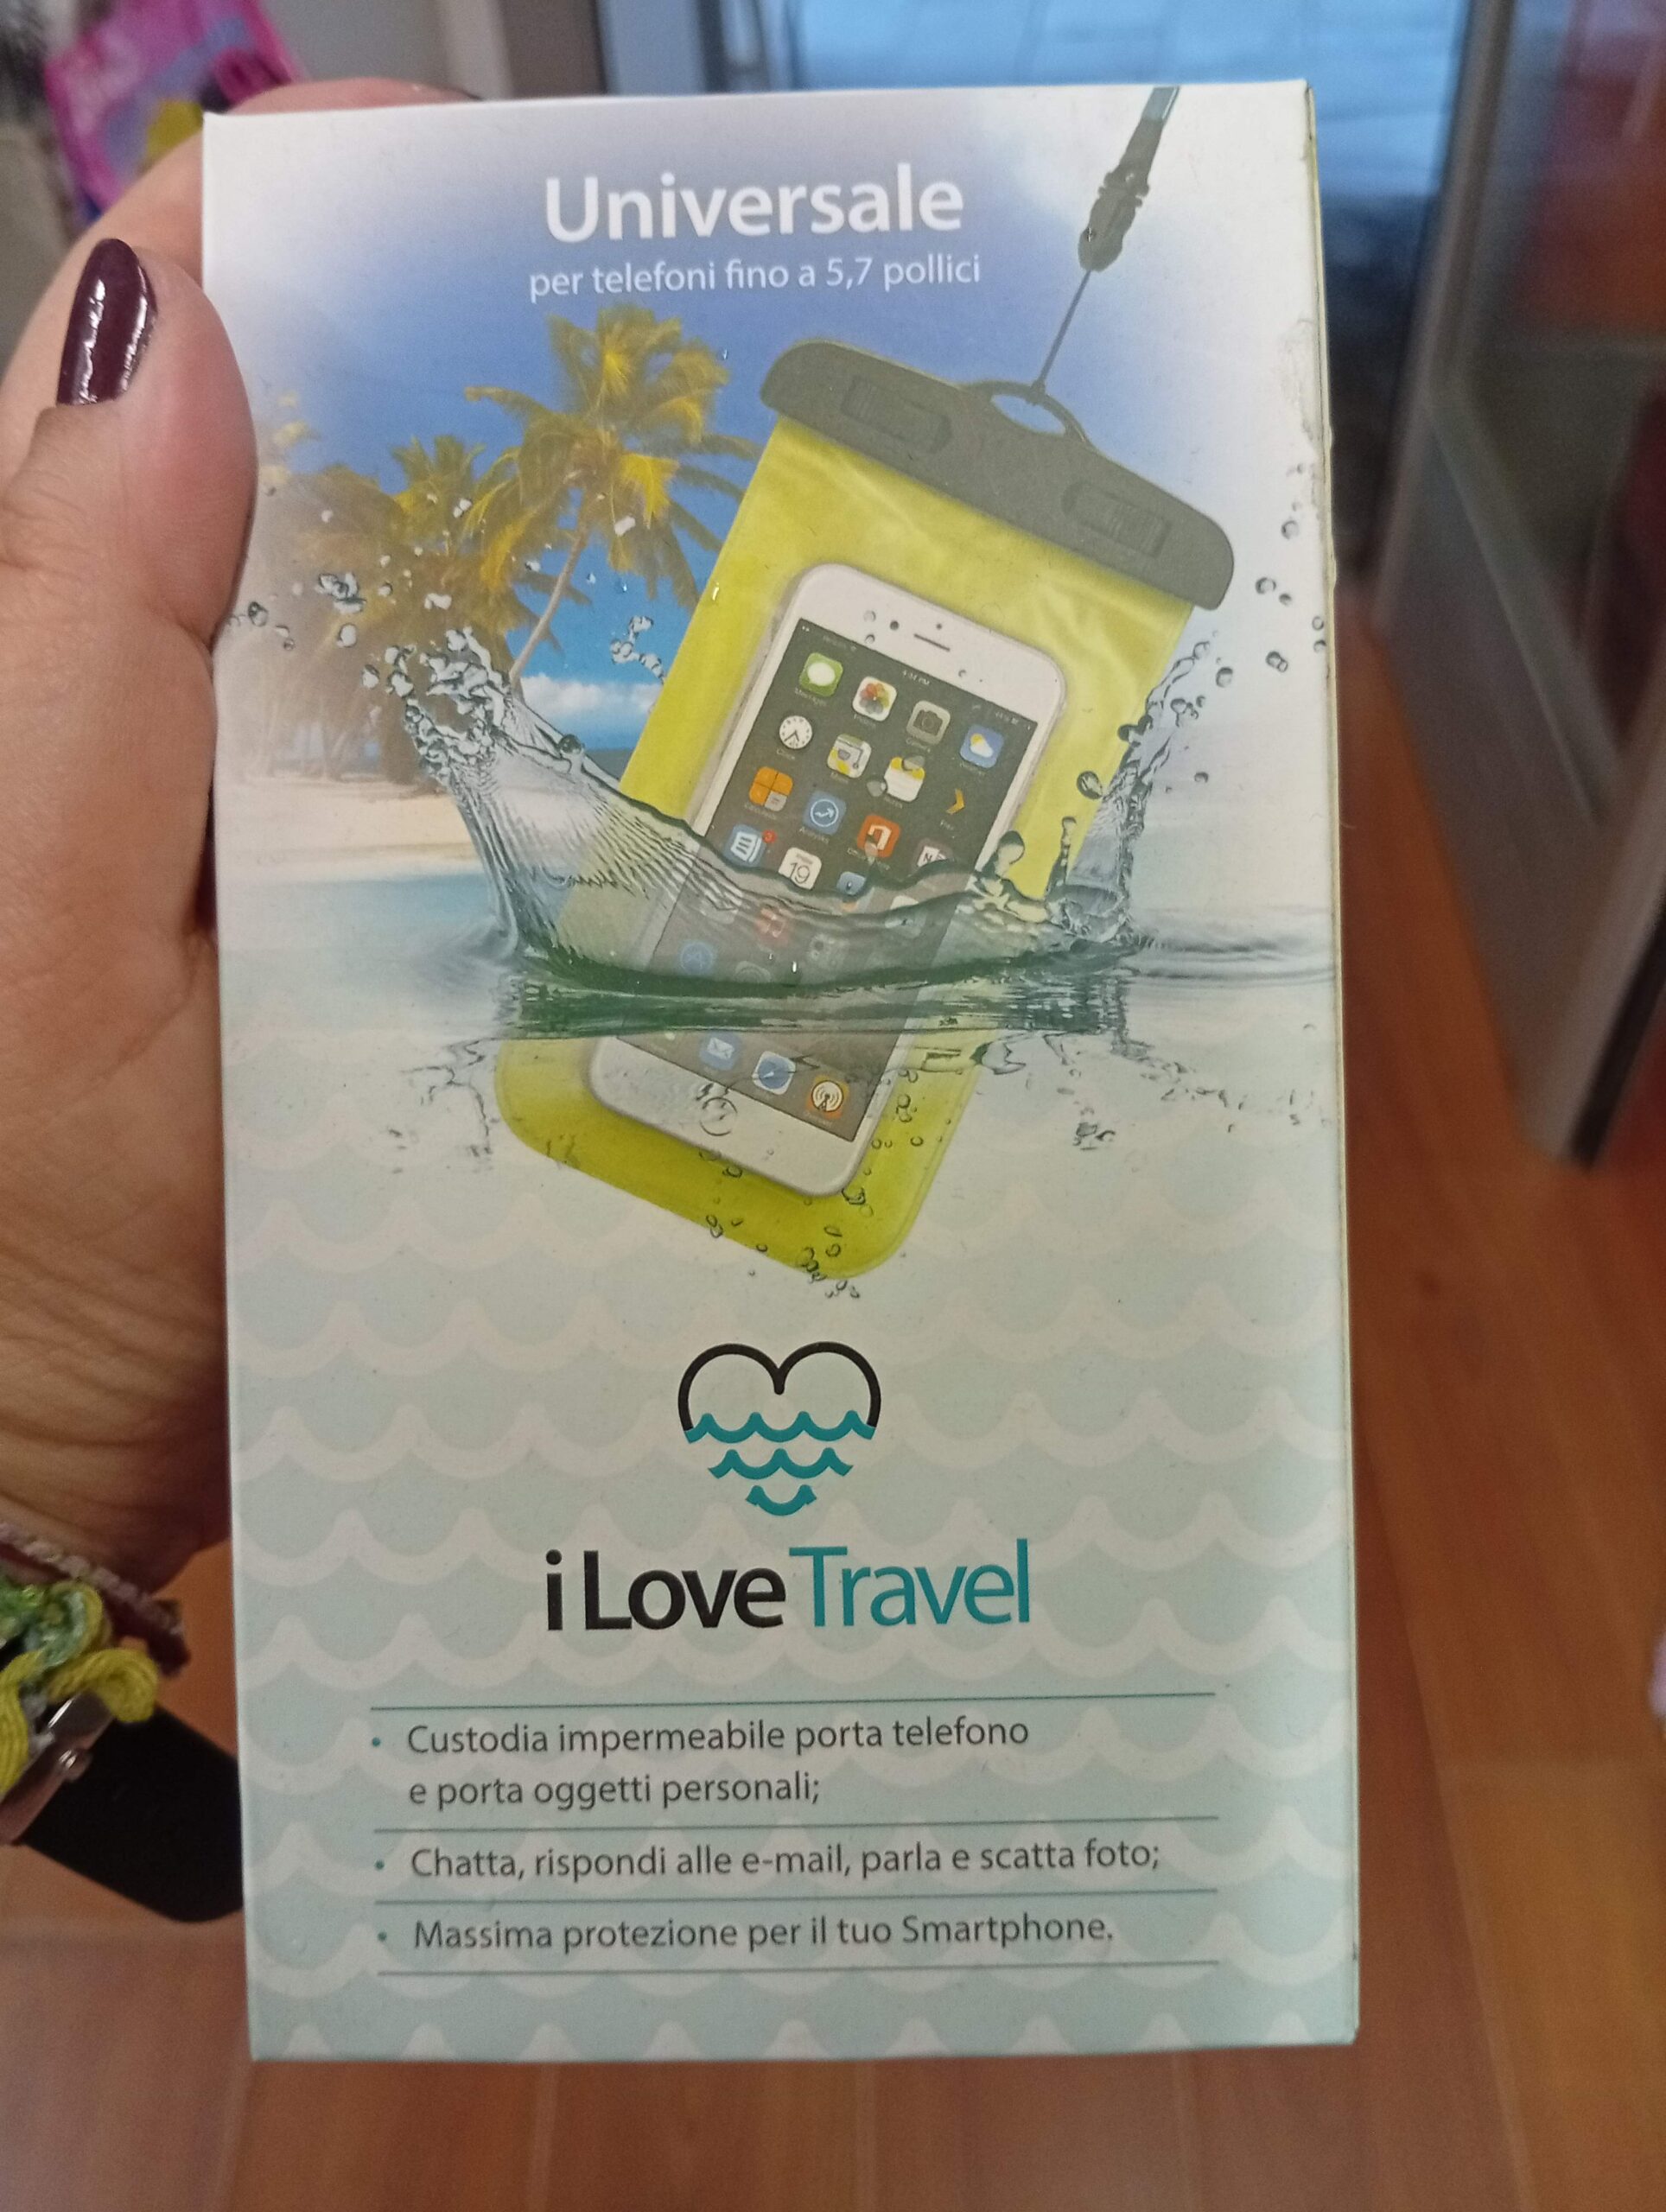 Universale
per telefoni fino a 5,7 pollici
19
i Love Travel
• Custodia impermeabile porta telefono
e porta oggetti personali;
• Chatta, rispondi alle e-mail, parla e scatta foto;
• Massima protezione per il tuo Smartphone.